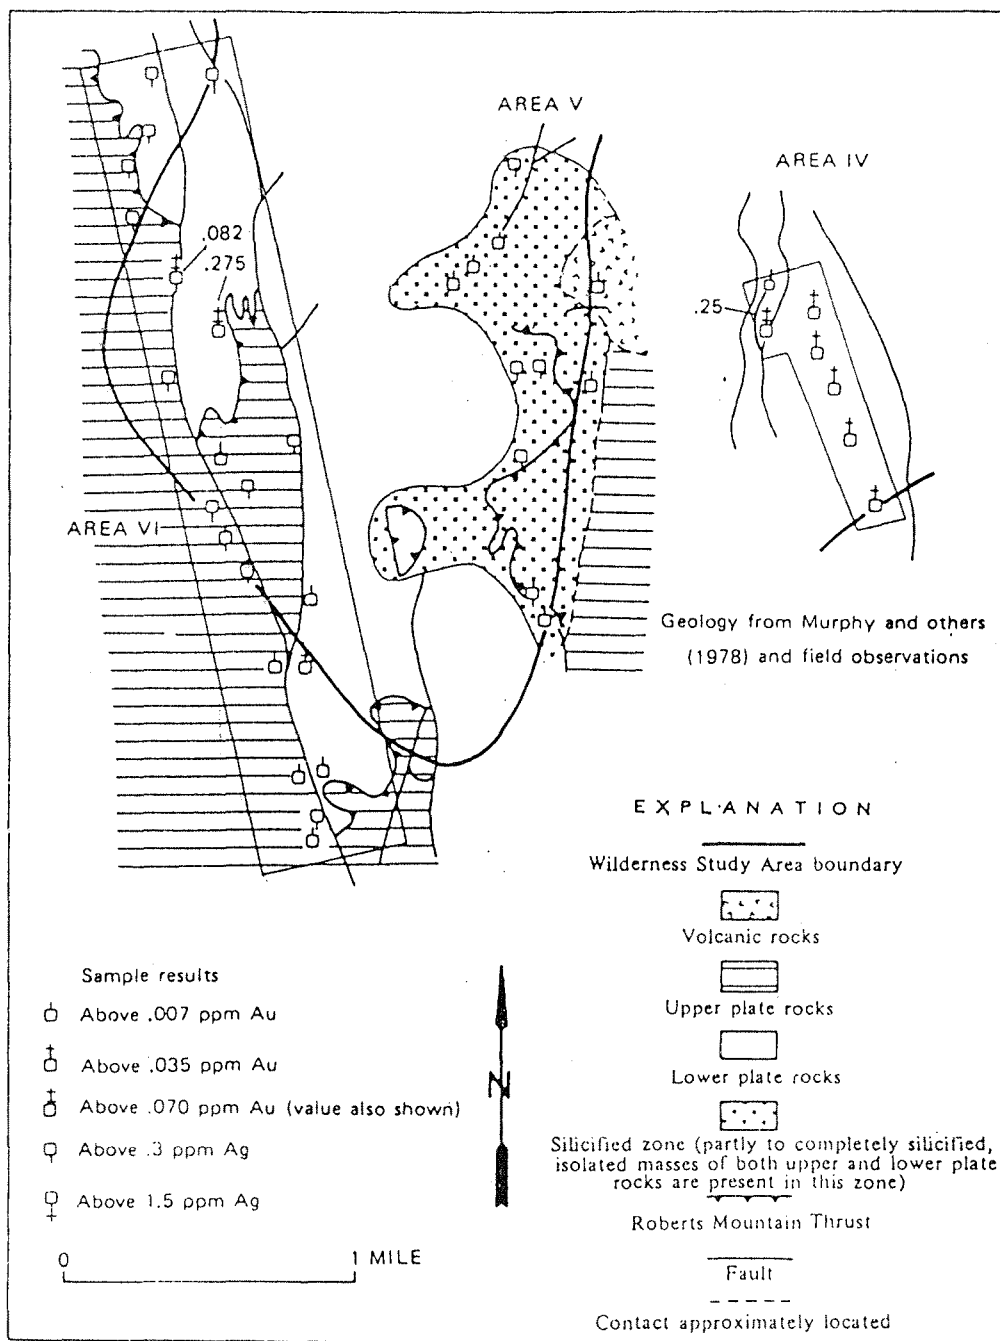 AREA V
AREA IV
.082
.275
.25
AREA VI
Geology from Murphy and others
(1978) and field observations
EXPLANATION
Wilderness Study Area boundary
Volcanic rocks
Upper plate rocks
Lower plate rocks
Silicified zone (partly to completely silicified,
isolated masses of both upper and lower plate
rocks are present in this zone)
Roberts Mountain Thrust
Fault
Contact approximately located
Sample results
Above .007 ppm Au
Above .035 ppm Au
Above .070 ppm Au (value also shown)
Above .3 ppm Ag
Above 1.5 ppm Ag
N
0 1 MILE